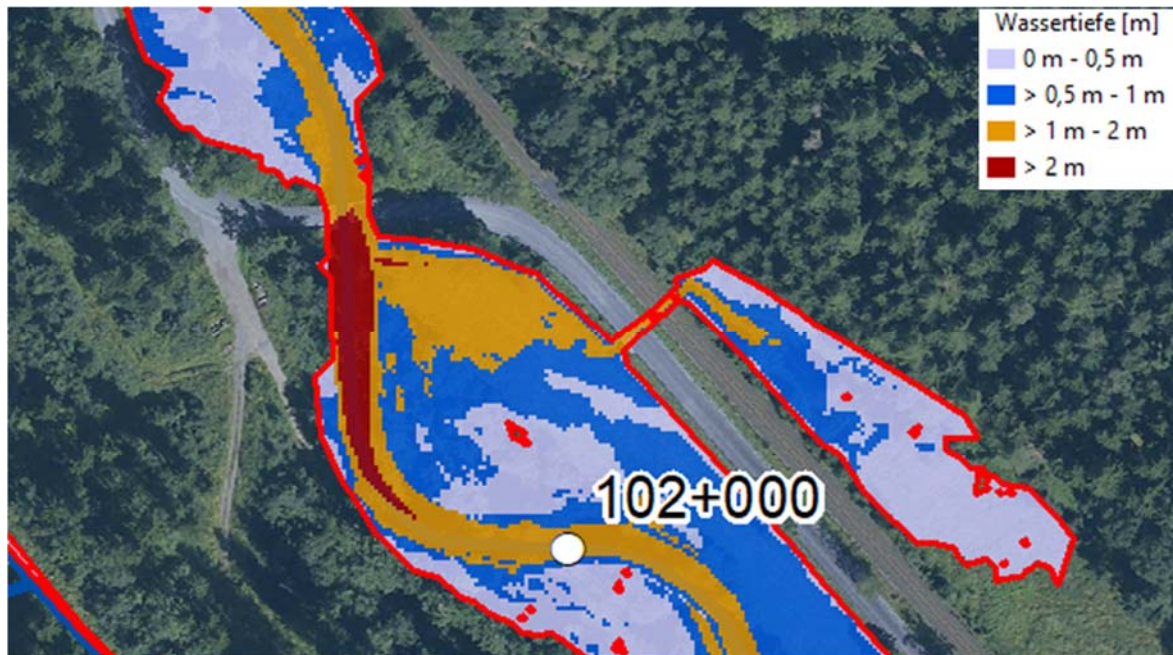 Wassertiefe [m]
0 m - 0,5 m
> 0,5 m - 1 m
> 1 m - 2 m
> 2 m
102+000